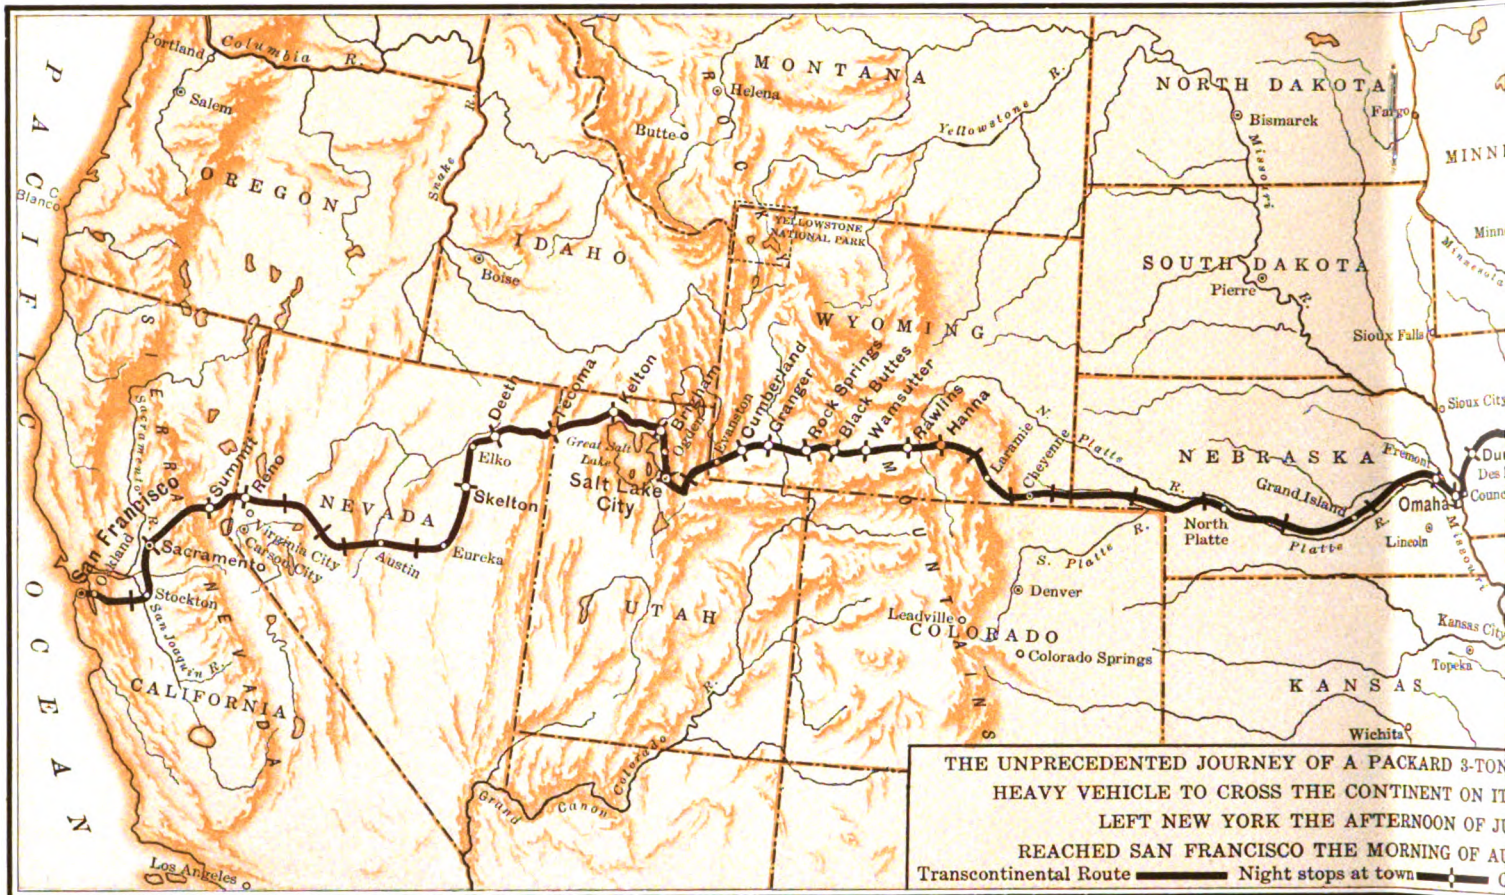 PACIFIC OCEAN
Portland
Columbia R.
Salem
OREGON
C. Blanco
Snake R.
IDAHO
Boise
MONTANA
Helena
Butte
ROCKY MOUNTAINS
Yellowstone R.
YELLOWSTONE
NATIONAL PARK
WYOMING
NORTH DAKOTA
Bismarck
Fargo
Missouri R.
MINNE
Minne
Minnesota
SOUTH DAKOTA
Pierre
Sioux Falls
Sioux City
SIERRA NEVADA
Sacramento R.
San Francisco
Oakland
Stockton
Sacramento
Summit
Reno
Virginia City
Carson City
NEVADA
Austin
Eureka
Skelton
Elko
Deeth
Tecoma
Kelton
Great Salt
Lake
Brigham
Ogden
Salt Lake
City
Evanston
Cumberland
Granger
Rock Springs
Black Buttes
Wamsutter
Rawlins
Hanna
Laramie
Cheyenne
N. Platte R.
NEBRASKA
North
Platte
Grand Island
Platte R.
Fremont
Omaha
Lincoln
Missouri
Dun
Des
Counc
San Joaquin R.
CALIFORNIA
Los Angeles
UTAH
Grand Canon
Colorado R.
S. Platte R.
Denver
Leadville
COLORADO
Colorado Springs
KANSAS
Kansas City
Topeka
Wichita
THE UNPRECEDENTED JOURNEY OF A PACKARD 3-TON
HEAVY VEHICLE TO CROSS THE CONTINENT ON IT
LEFT NEW YORK THE AFTERNOON OF JU
REACHED SAN FRANCISCO THE MORNING OF AU
Transcontinental Route Night stops at town